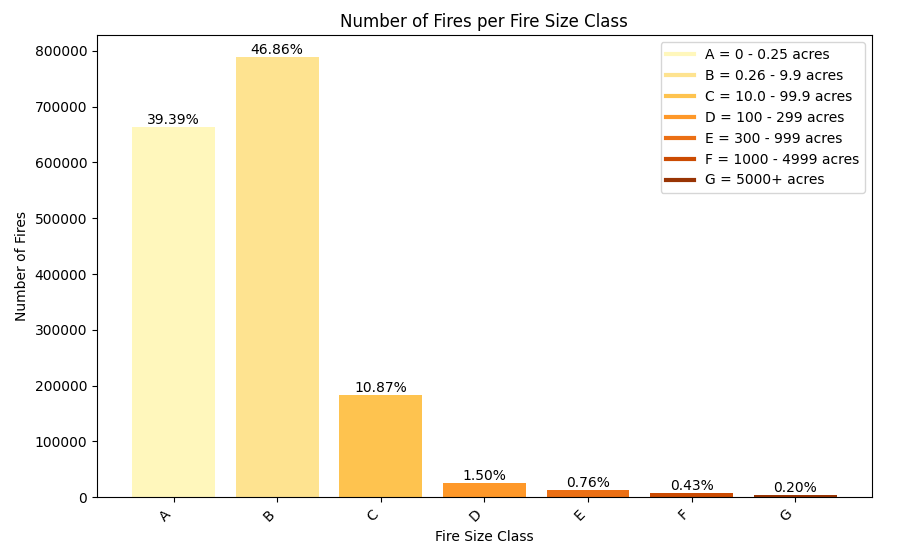 Number of Fires per Fire Size Class
800000
700000
600000
500000
400000
300000
200000
100000
0
Number of Fires
39.39%
46.86%
10.87%
1.50%
0.76%
0.43%
0.20%
A = 0 - 0.25 acres
B = 0.26 - 9.9 acres
C = 10.0 - 99.9 acres
D = 100 - 299 acres
E = 300 - 999 acres
F = 1000 - 4999 acres
G = 5000+ acres
A
B
C
D
E
F
G
Fire Size Class